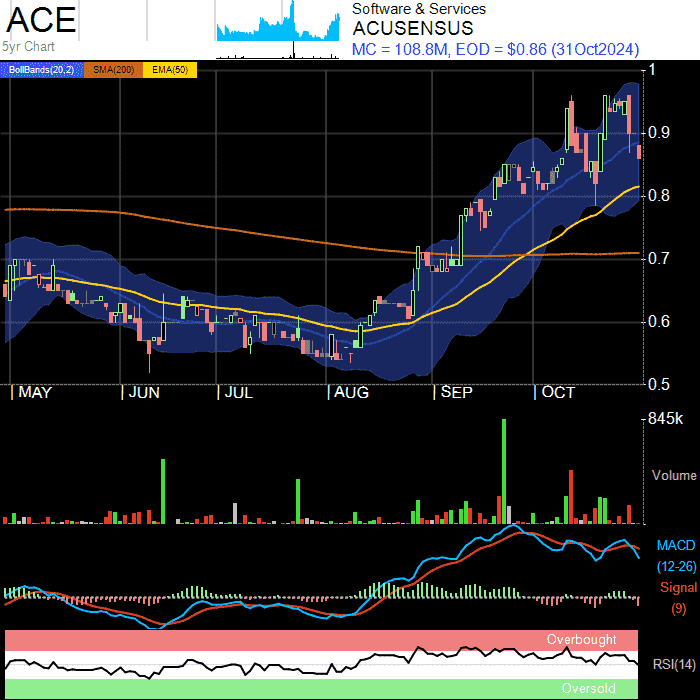 ACE
5yr Chart
Software & Services
ACUSENSUS
MC = 108.8M, EOD = $0.86 (31Oct2024)
BollBands(20,2) SMA(200) EMA(50)
1
0.9
0.8
0.7
0.6
0.5
MAY JUN JUL AUG SEP OCT
845k
Volume
MACD
(12-26)
Signal
(9)
Overbought
RSI(14)
Oversold